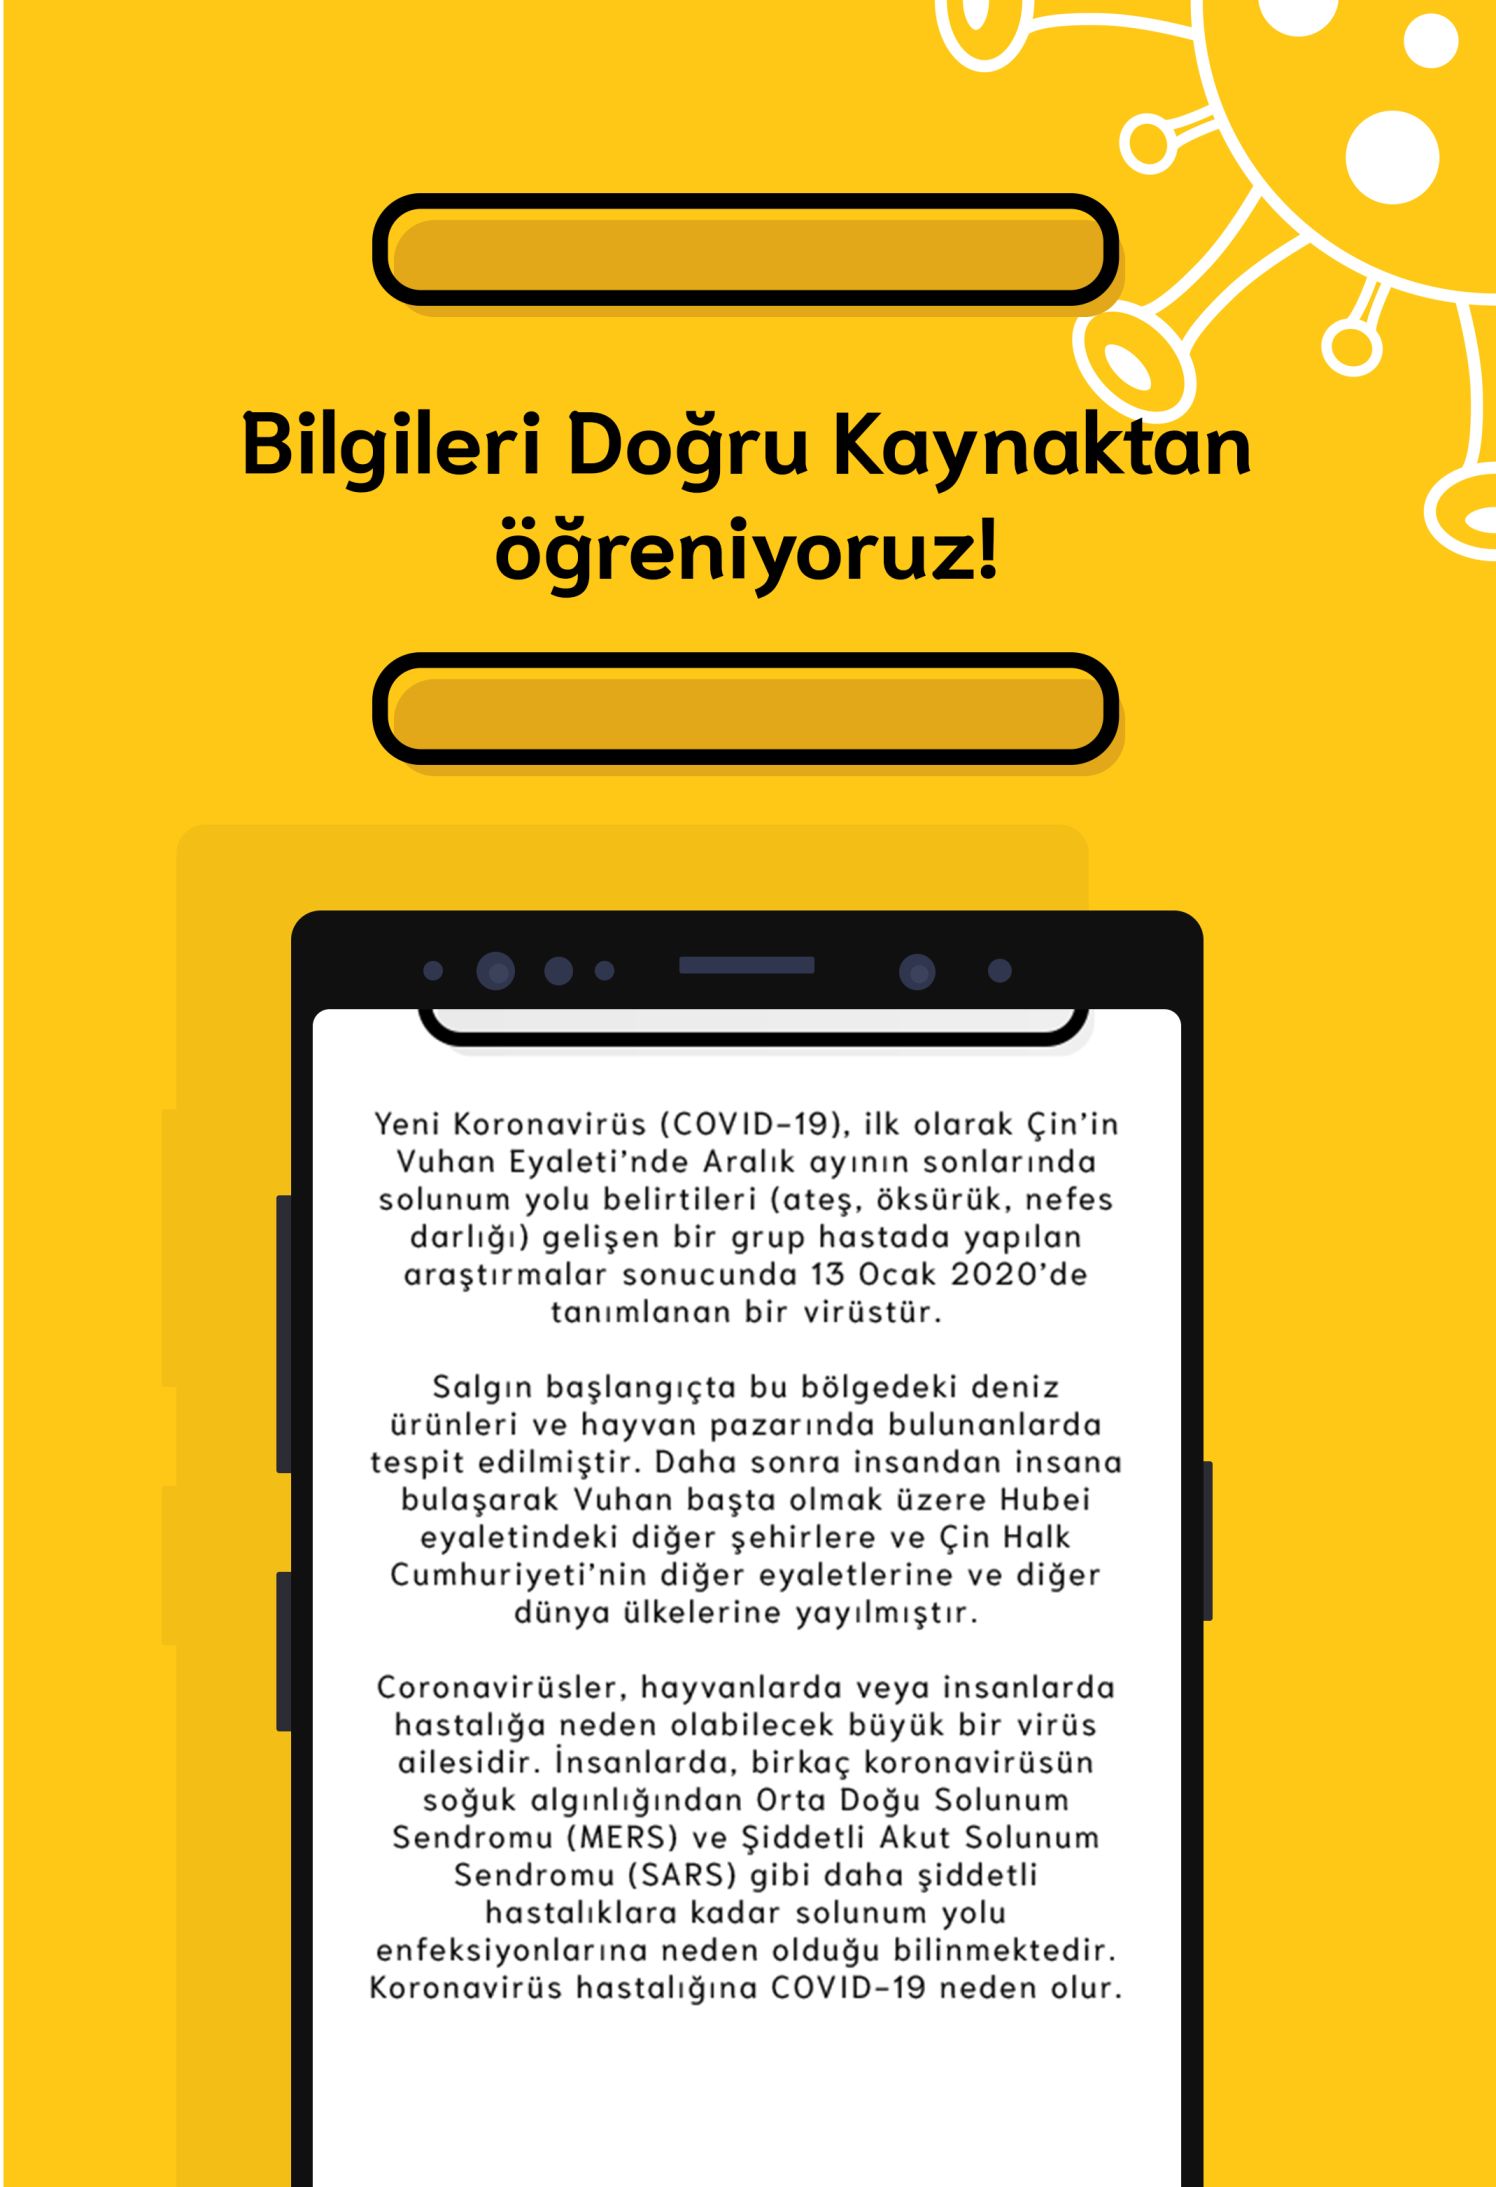 Bilgileri Doğru Kaynaktan
öğreniyoruz!
Yeni Koronavirüs (COVID-19), ilk olarak Çin'in
Vuhan Eyaleti'nde Aralık ayının sonlarında
solunum yolu belirtileri (ateş, öksürük, nefes
darlığı) gelişen bir grup hastada yapılan
araştırmalar sonucunda 13 Ocak 2020'de
tanımlanan bir virüstür.
Salgın başlangıçta bu bölgedeki deniz
ürünleri ve hayvan pazarında bulunanlarda
tespit edilmiştir. Daha sonra insandan insana
bulaşarak Vuhan başta olmak üzere Hubei
eyaletindeki diğer şehirlere ve Çin Halk
Cumhuriyeti'nin diğer eyaletlerine ve diğer
dünya ülkelerine yayılmıştır.
Coronavirüsler, hayvanlarda veya insanlarda
hastalığa neden olabilecek büyük bir virüs
ailesidir. İnsanlarda, birkaç koronavirüsün
soğuk algınlığından Orta Doğu Solunum
Sendromu (MERS) ve Şiddetli Akut Solunum
Sendromu (SARS) gibi daha şiddetli
hastalıklara kadar solunum yolu
enfeksiyonlarına neden olduğu bilinmektedir.
Koronavirüs hastalığına COVID-19 neden olur.